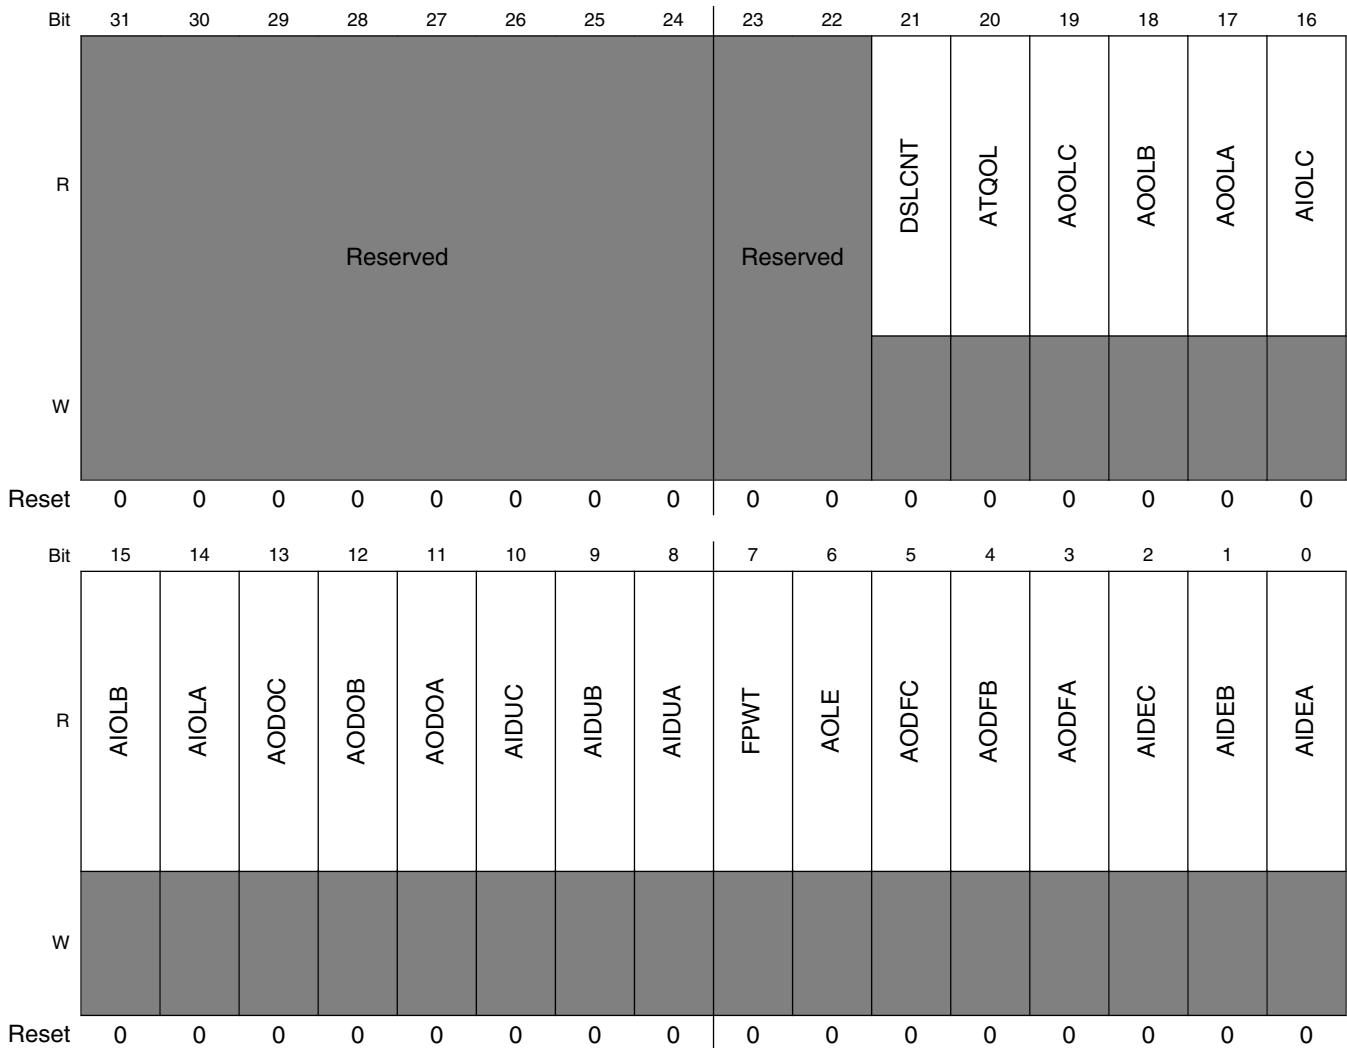 Bit 31 30 29 28 27 26 25 24 23 22 21 20 19 18 17 16
R Reserved Reserved DSLCNT ATQOL AOOLC AOOLB AOOLA AIOLC
W
Reset 0 0 0 0 0 0 0 0 0 0 0 0 0 0 0 0
Bit 15 14 13 12 11 10 9 8 7 6 5 4 3 2 1 0
R AIOLB AIOLA AODOC AODOB AODOA AIDUC AIDUB AIDUA FPWT AOLE AODFC AODFB AODFA AIDEC AIDEB AIDEA
W
Reset 0 0 0 0 0 0 0 0 0 0 0 0 0 0 0 0